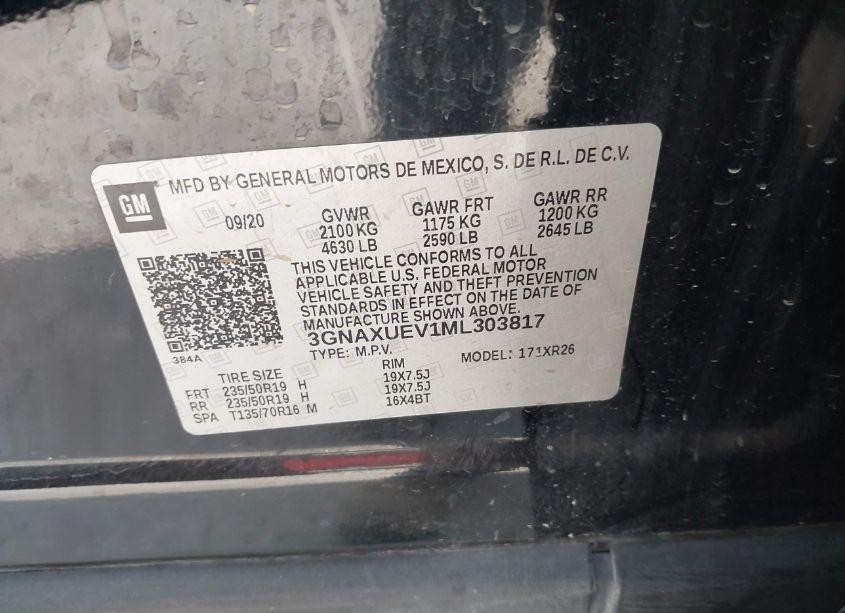 GM
MFD BY GENERAL MOTORS DE MEXICO, S. DE R.L. DE C.V.
09/20 GVWR GAWR FRT GAWR RR
2100 KG 1175 KG 1200 KG
4630 LB 2590 LB 2645 LB
THIS VEHICLE CONFORMS TO ALL
APPLICABLE U.S. FEDERAL MOTOR
VEHICLE SAFETY AND THEFT PREVENTION
STANDARDS IN EFFECT ON THE DATE OF
MANUFACTURE SHOWN ABOVE.
3GNAXUEV1ML303817
384A TYPE: M.P.V. MODEL: 171XR26
TIRE SIZE RIM
FRT 235/50R19 H 19X7.5J
RR 235/50R19 H 19X7.5J
SPA T135/70R16 M 16X4BT